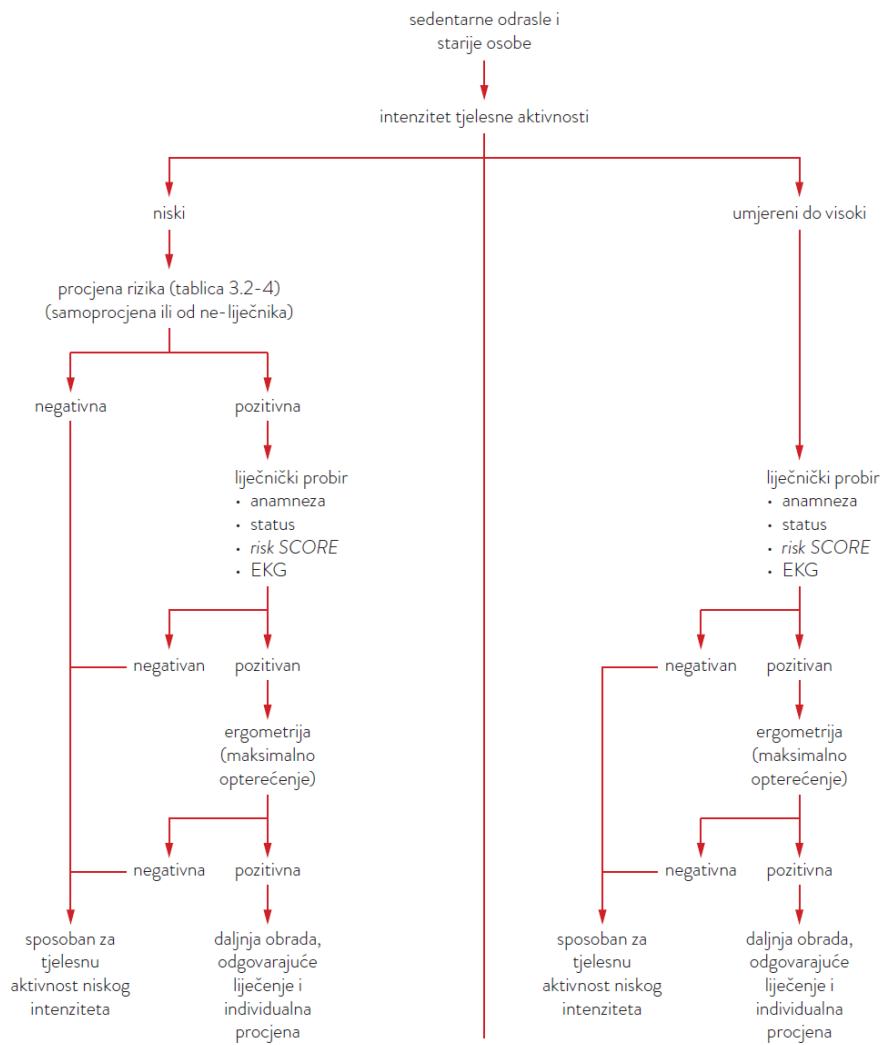 sedentarne odrasle i
starije osobe
intenzitet tjelesne aktivnosti
niski
umjereni do visoki
procjena rizika (tablica 3.2-4)
(samoprocjena ili od ne-liječnika)
negativna
pozitivna
liječnički probir
• anamneza
• status
• risk SCORE
• EKG
liječnički probir
• anamneza
• status
• risk SCORE
• EKG
negativan
pozitivan
negativan
pozitivan
ergometrija
(maksimalno
opterećenje)
ergometrija
(maksimalno
opterećenje)
negativna
pozitivna
negativna
pozitivna
sposoban za
tjelesnu
aktivnost niskog
intenziteta
daljnja obrada,
odgovarajuće
liječenje i
individualna
procjena
sposoban za
tjelesnu
aktivnost niskog
intenziteta
daljnja obrada,
odgovarajuće
liječenje i
individualna
procjena